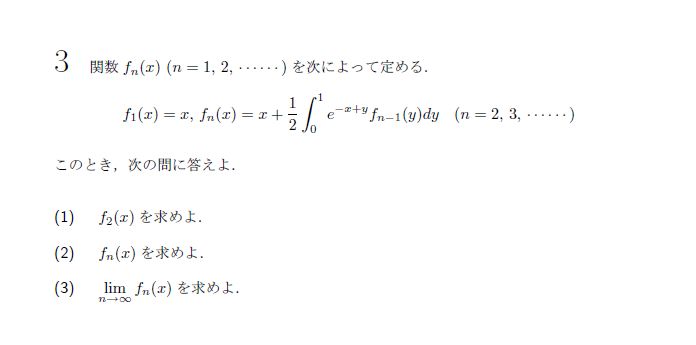 3 関数 $f_n(x)$ $(n = 1, 2, \cdots\cdots)$ を次によって定める.
$f_1(x) = x, \, f_n(x) = x + \frac{1}{2} \int_0^1 e^{-x+y} f_{n-1}(y) dy \quad (n = 2, 3, \cdots\cdots)$
このとき，次の問に答えよ.
(1) $f_2(x)$ を求めよ.
(2) $f_n(x)$ を求めよ.
(3) $\lim_{n \to \infty} f_n(x)$ を求めよ.